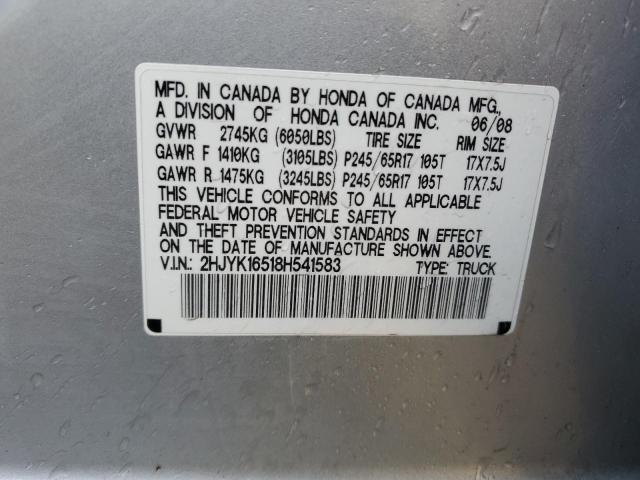 MFD. IN CANADA BY HONDA OF CANADA MFG.,
A DIVISION OF HONDA CANADA INC. 06/08
GVWR 2745KG (6050LBS) TIRE SIZE RIM SIZE
GAWR F 1410KG (3105LBS) P245/65R17 105T 17X7.5J
GAWR R 1475KG (3245LBS) P245/65R17 105T 17X7.5J
THIS VEHICLE CONFORMS TO ALL APPLICABLE
FEDERAL MOTOR VEHICLE SAFETY
AND THEFT PREVENTION STANDARDS IN EFFECT
ON THE DATE OF MANUFACTURE SHOWN ABOVE.
V.I.N.: 2HJYK16518H541583 TYPE: TRUCK